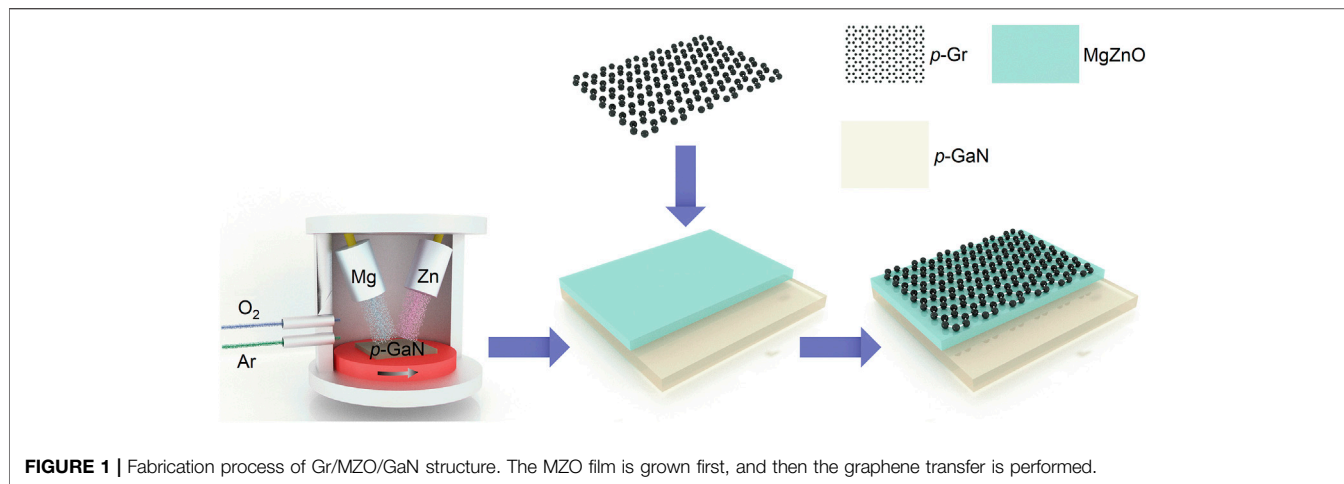 p-Gr
MgZnO
p-GaN
Mg
Zn
O₂
Ar
p-GaN
FIGURE 1 | Fabrication process of Gr/MZO/GaN structure. The MZO film is grown first, and then the graphene transfer is performed.